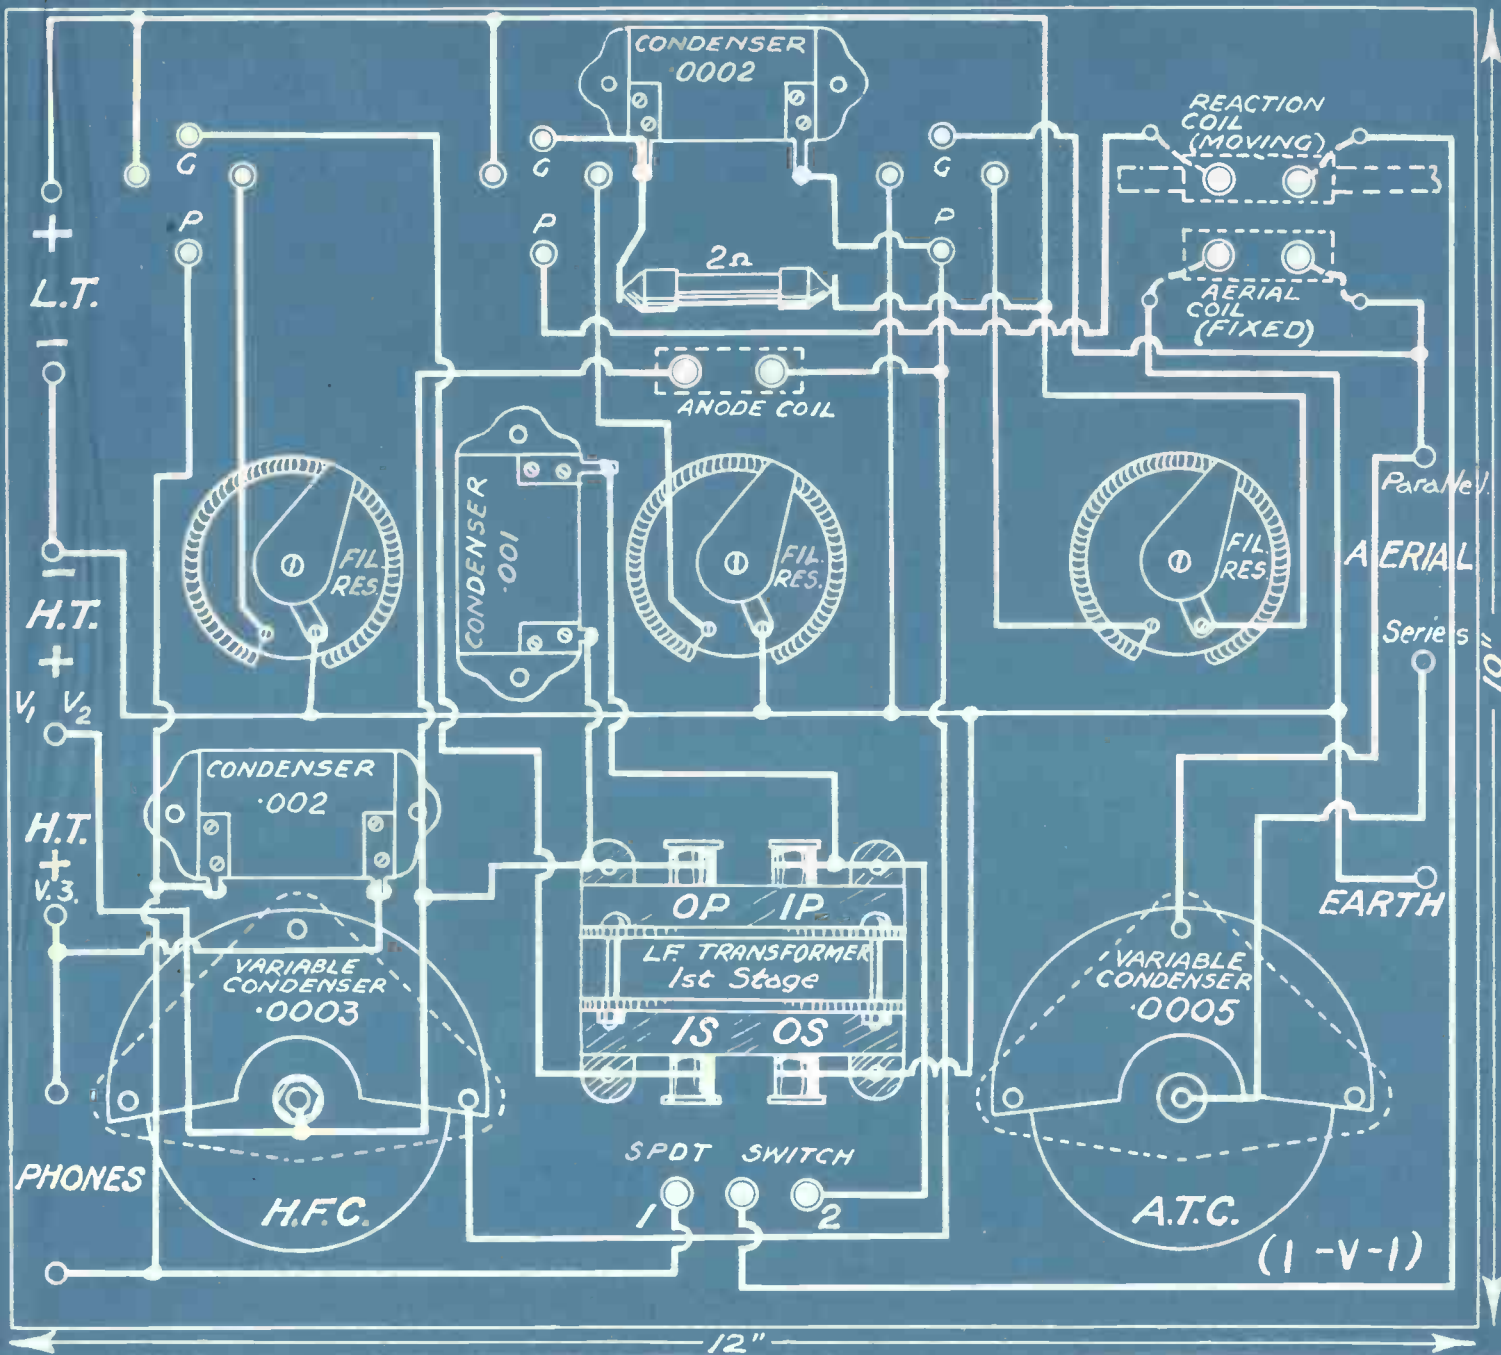 CONDENSER
.0002
REACTION
COIL
(MOVING)
G
G
G
P
P
P
+
L.T.
−
2Ω
AERIAL
COIL
(FIXED)
ANODE COIL
CONDENSER
.001
FIL.
RES.
FIL.
RES.
FIL.
RES.
Parallel.
AERIAL
Series
10"
−
H.T.
+
V1 V2
CONDENSER
.002
H.T.
+
V.3.
OP IP
L.F. TRANSFORMER
1st Stage
IS OS
EARTH
VARIABLE
CONDENSER
.0003
VARIABLE
CONDENSER
.0005
PHONES
SPDT SWITCH
1 2
H.F.C.
A.T.C.
(1-V-1)
12"